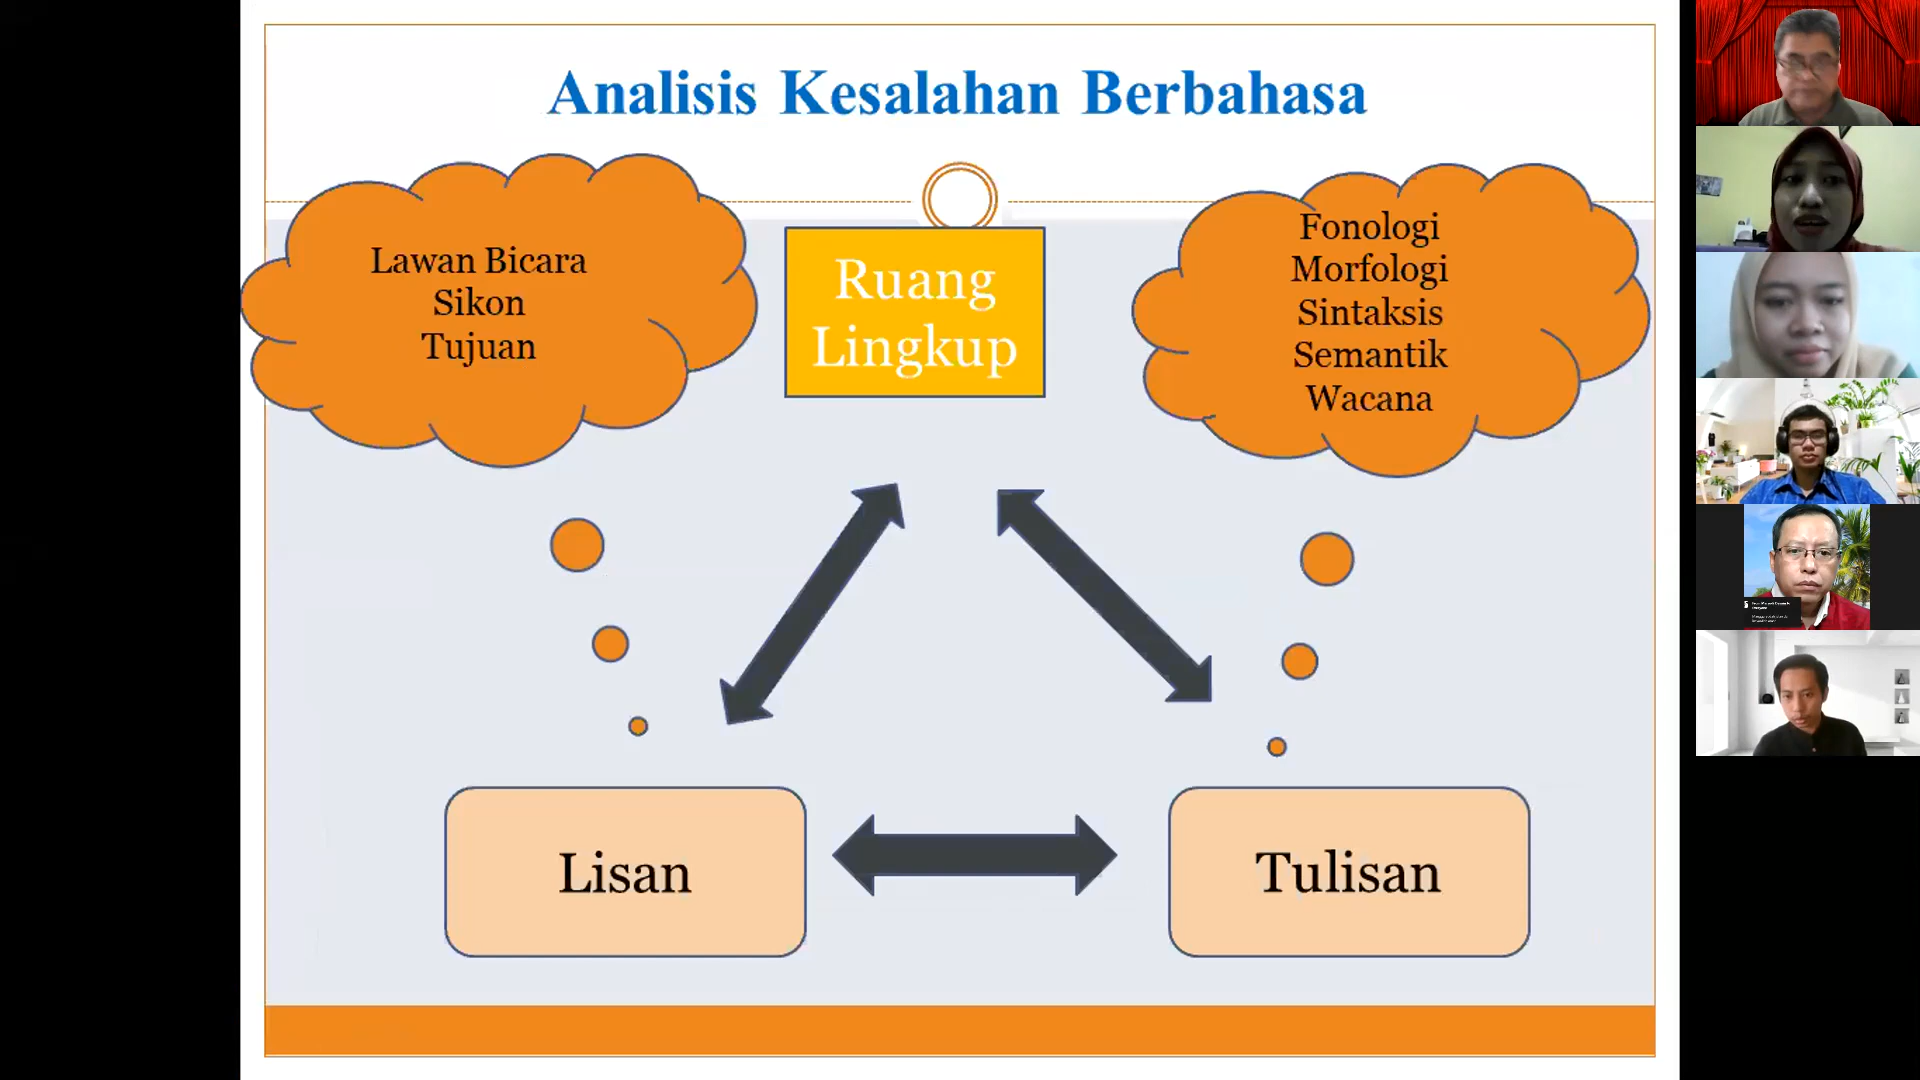 Analisis Kesalahan Berbahasa
Lawan Bicara
Sikon
Tujuan
Ruang
Lingkup
Fonologi
Morfologi
Sintaksis
Semantik
Wacana
Lisan
Tulisan